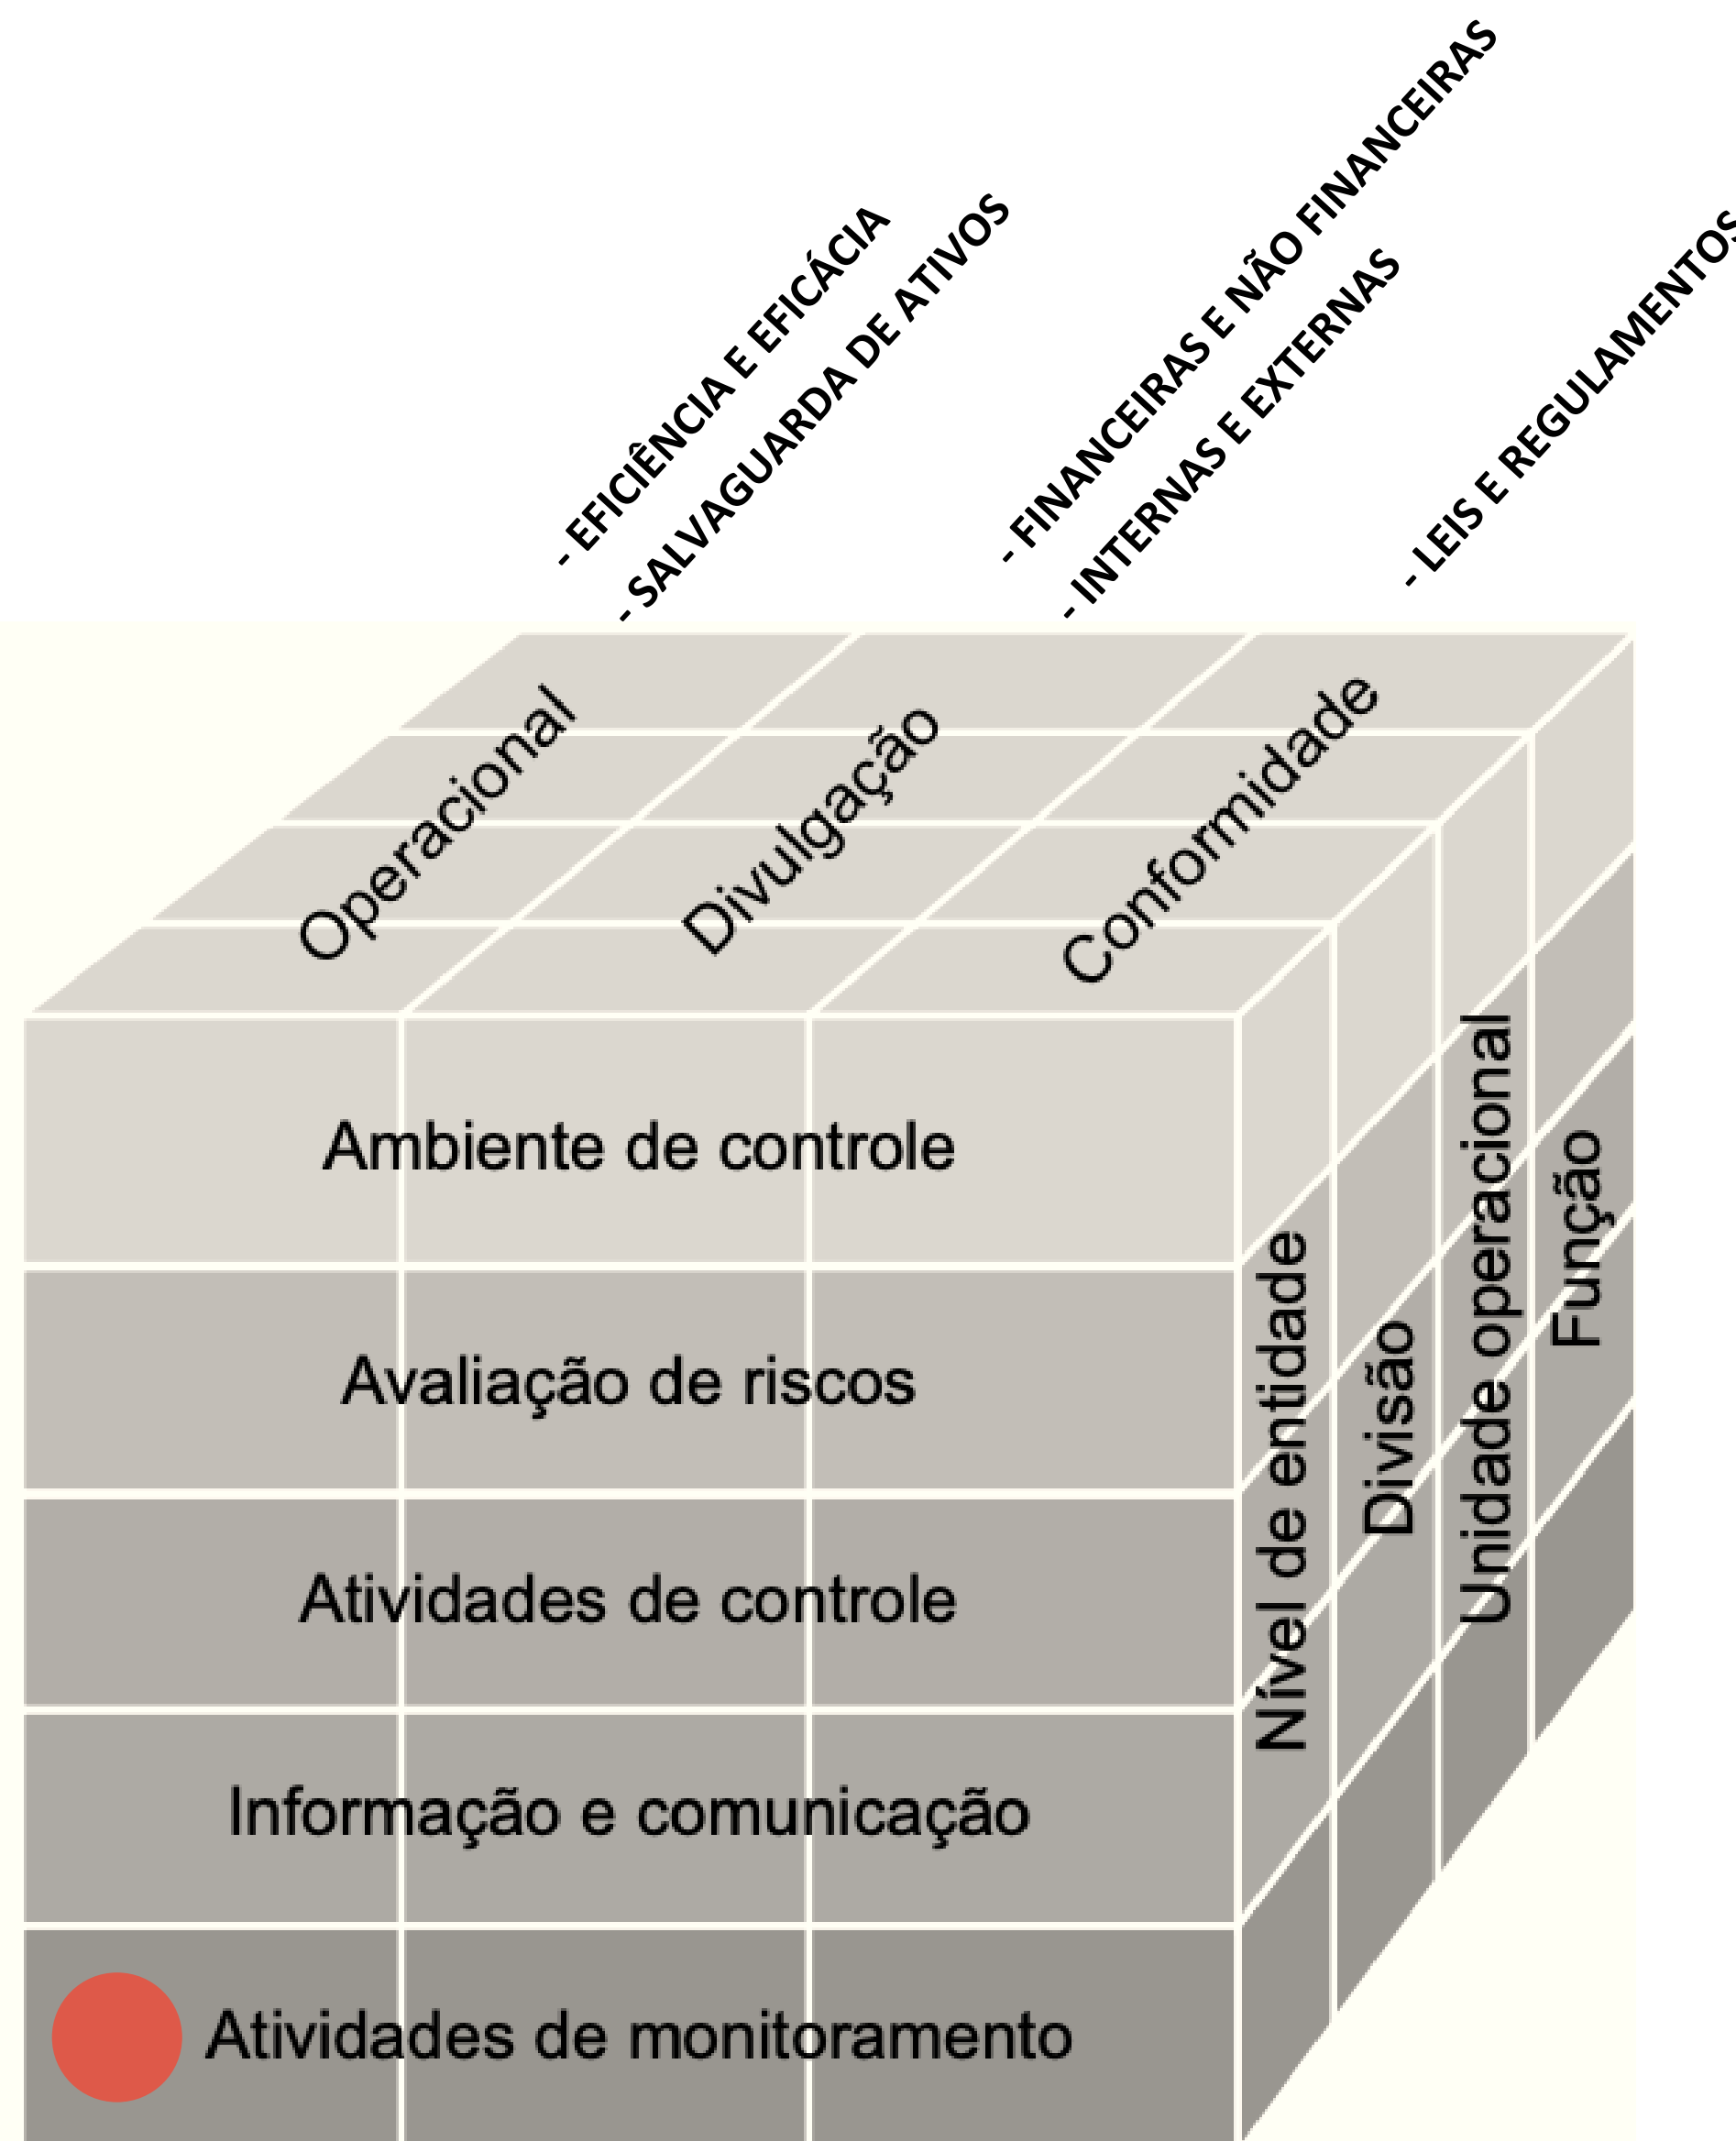 - EFICIÊNCIA E EFICÁCIA
- SALVAGUARDA DE ATIVOS
- FINANCEIRAS E NÃO FINANCEIRAS
- INTERNAS E EXTERNAS
- LEIS E REGULAMENTOS
Operacional
Divulgação
Conformidade
Ambiente de controle
Avaliação de riscos
Atividades de controle
Informação e comunicação
Atividades de monitoramento
Nível de entidade
Divisão
Unidade operacional
Função